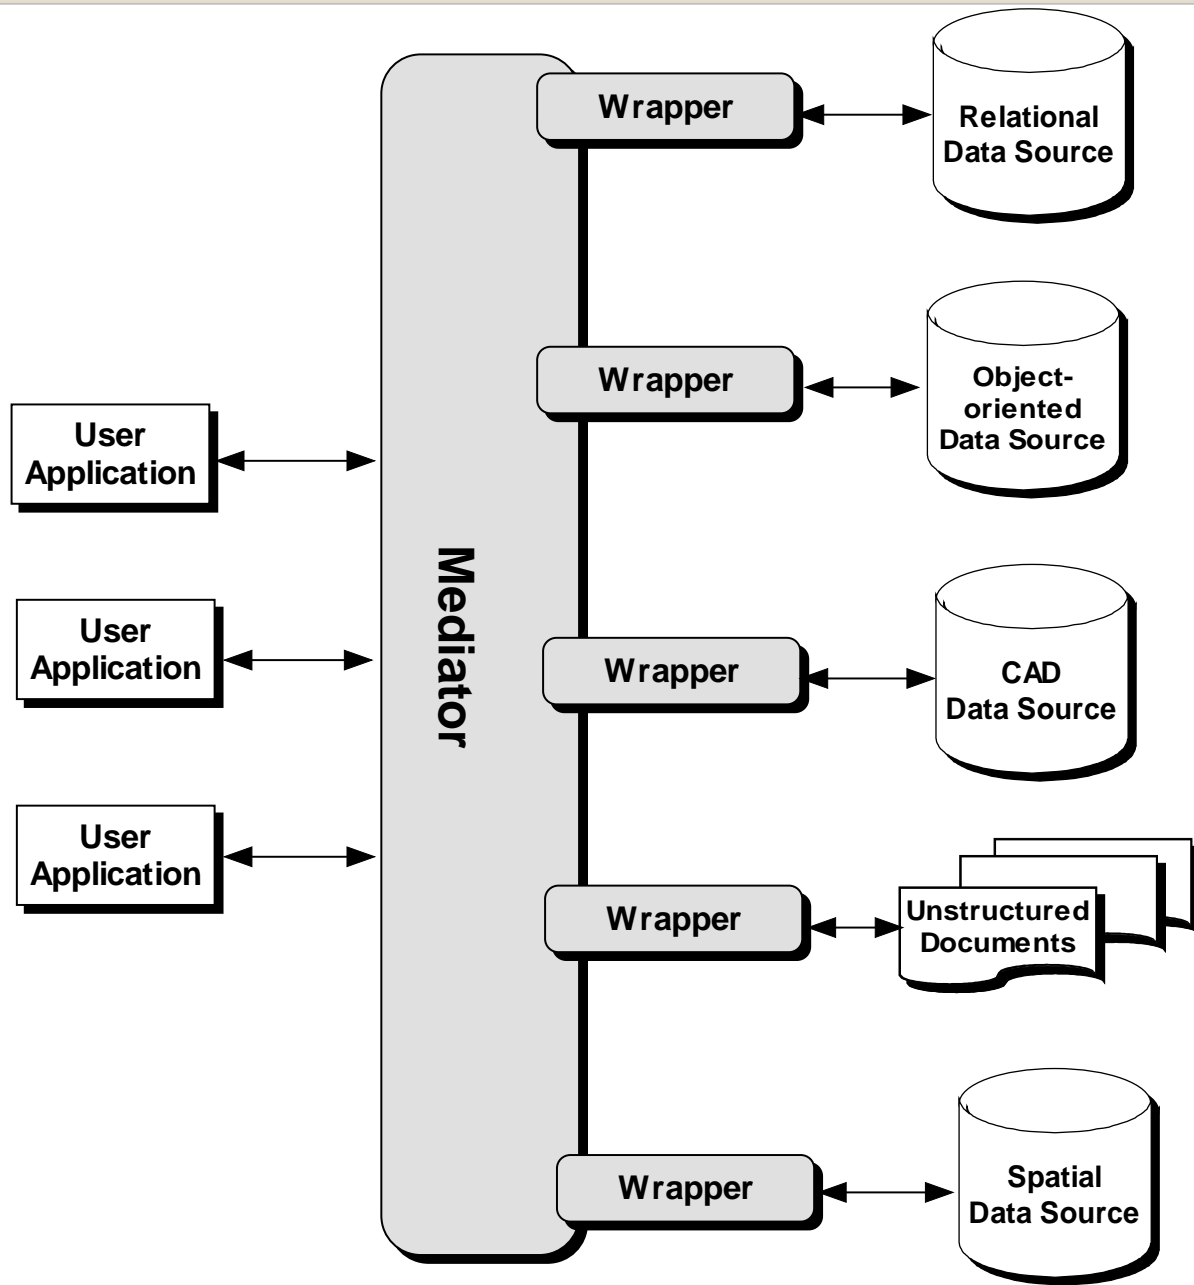 Wrapper
Relational
Data Source
Wrapper
Object-
oriented
Data Source
User
Application
Mediator
User
Application
Wrapper
CAD
Data Source
User
Application
Wrapper
Unstructured
Documents
Wrapper
Spatial
Data Source